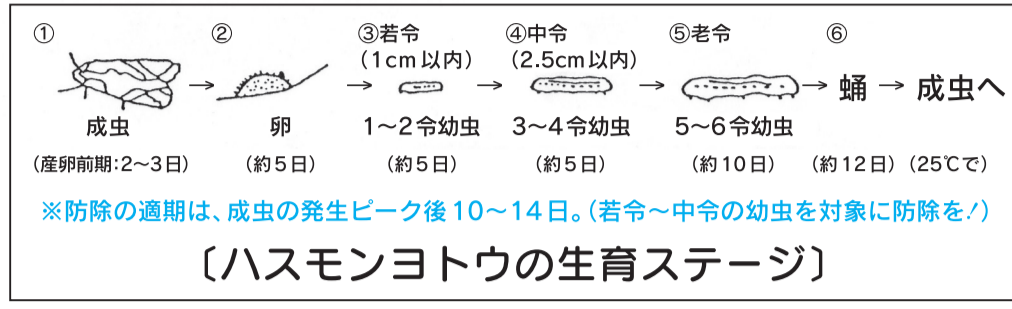 ① ② ③若令 ④中令 ⑤老令 ⑥
(1cm以内) (2.5cm以内)
→ → → → → 蛹 → 成虫へ
成虫 卵 1〜2令幼虫 3〜4令幼虫 5〜6令幼虫
(産卵前期:2〜3日) (約5日) (約5日) (約5日) (約10日) (約12日) (25℃で)
※防除の適期は、成虫の発生ピーク後10〜14日。(若令〜中令の幼虫を対象に防除を!)
〔ハスモンヨトウの生育ステージ〕